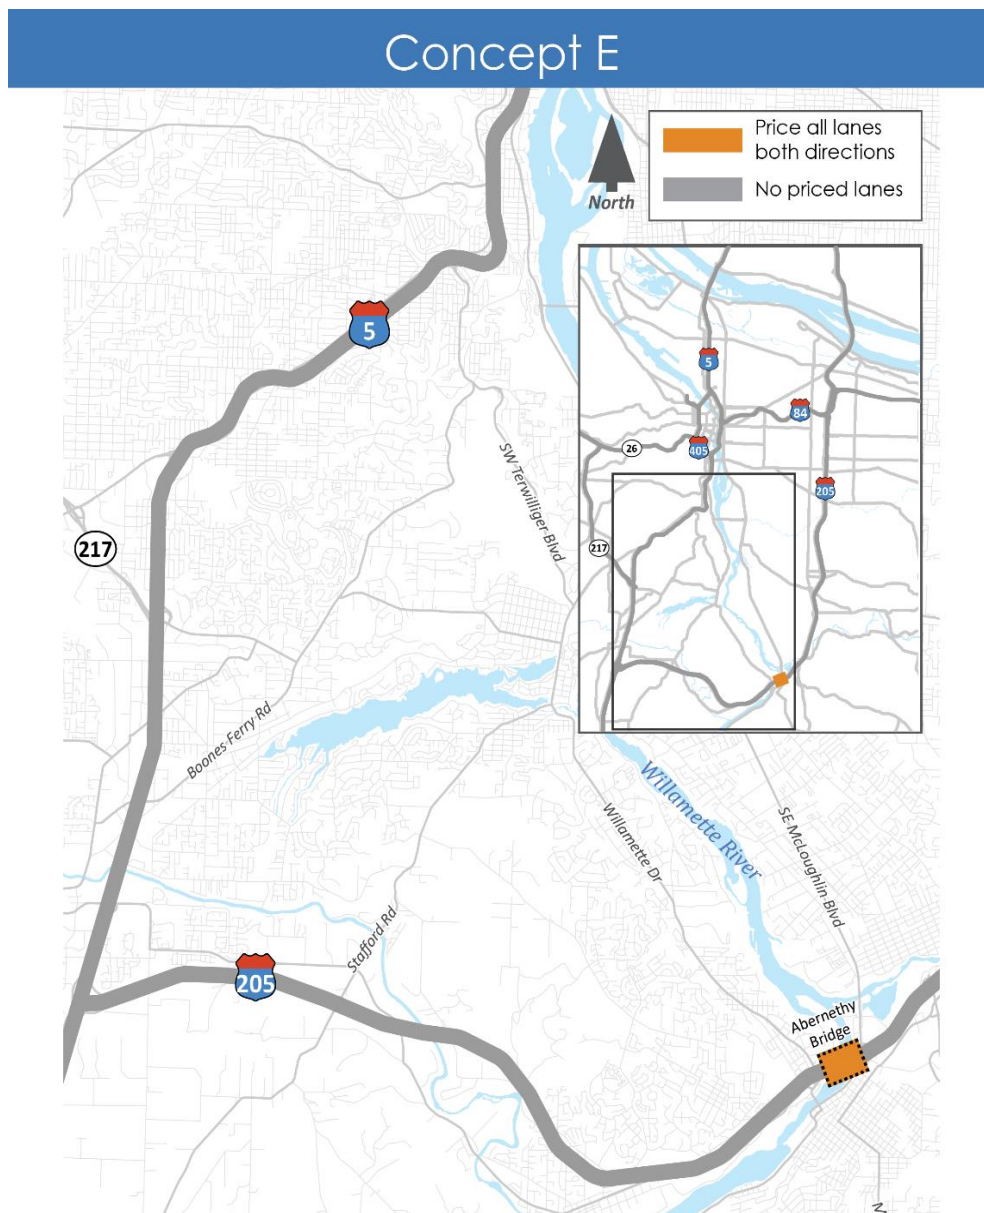 Concept E
Price all lanes
both directions
No priced lanes
North
5
5
84
26
405
205
217
SW Terwilliger Blvd
217
Boones Ferry Rd
Willamette River
Willamette Dr
SE McLoughlin Blvd
Stafford Rd
205
Abernethy
Bridge